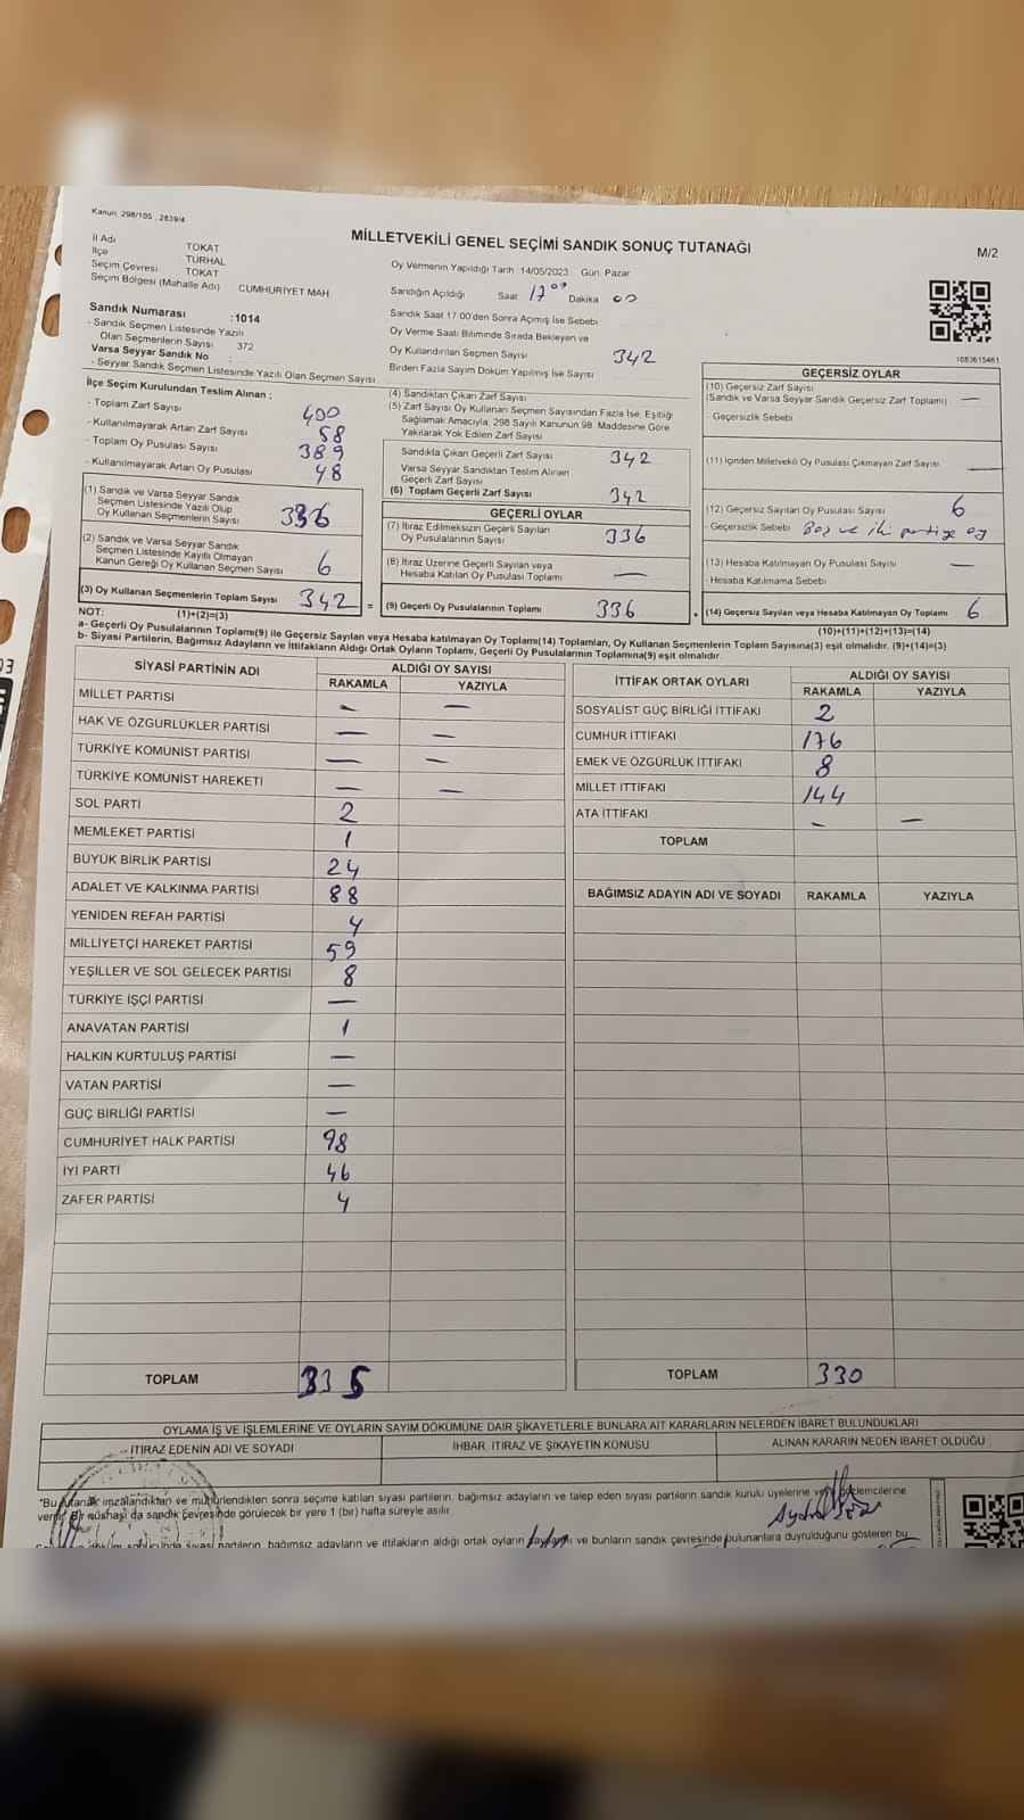 Kanun: 298/105 , 2839/4
MİLLETVEKİLİ GENEL SEÇİMİ SANDIK SONUÇ TUTANAĞI
M/2
İl Adı TOKAT
İlçe TURHAL
Seçim Çevresi TOKAT
Seçim Bölgesi (Mahalle Adı) CUMHURİYET MAH
Sandık Numarası :1014
- Sandık Seçmen Listesinde Yazılı
Olan Seçmenlerin Sayısı 372
Varsa Seyyar Sandık No :
- Seyyar Sandık Seçmen Listesinde Yazılı Olan Seçmen Sayısı
Oy Vermenin Yapıldığı Tarih :14/05/2023 Gün: Pazar
Sandığın Açıldığı Saat 17 Dakika 00
Sandık Saat 17.00'den Sonra Açılmış İse Sebebi
Oy Verme Saati Bitiminde Sırada Bekleyen ve
Oy Kullandırılan Seçmen Sayısı 342
Birden Fazla Sayım Döküm Yapılmış İse Sayısı
İlçe Seçim Kurulundan Teslim Alınan :
- Toplam Zarf Sayısı 400
- Kullanılmayarak Artan Zarf Sayısı 58
- Toplam Oy Pusulası Sayısı 389
- Kullanılmayarak Artan Oy Pusulası 48
(1) Sandık ve Varsa Seyyar Sandık
Seçmen Listesinde Yazılı Olup
Oy Kullanan Seçmenlerin Sayısı 336
(2) Sandık ve Varsa Seyyar Sandık
Seçmen Listesinde Kayıtlı Olmayan
Kanun Gereği Oy Kullanan Seçmen Sayısı 6
(3) Oy Kullanan Seçmenlerin Toplam Sayısı 342 =
(1)+(2)=(3)
(4) Sandıktan Çıkan Zarf Sayısı
(5) Zarf Sayısı Oy Kullanan Seçmen Sayısından Fazla İse, Eşitliği
Sağlamak Amacıyla, 298 Sayılı Kanunun 98. Maddesine Göre
Yakılarak Yok Edilen Zarf Sayısı
Sandıkla Çıkan Geçerli Zarf Sayısı 342
Varsa Seyyar Sandıktan Teslim Alınan
Geçerli Zarf Sayısı
(6) Toplam Geçerli Zarf Sayısı 342
GEÇERLİ OYLAR
(7) İtiraz Edilmeksizin Geçerli Sayılan
Oy Pusulalarının Sayısı 336
(8) İtiraz Üzerine Geçerli Sayılan veya
Hesaba Katılan Oy Pusulası Toplamı —
(9) Geçerli Oy Pusulalarının Toplamı 336
1083615461
GEÇERSİZ OYLAR
(10) Geçersiz Zarf Sayısı
(Sandık ve Varsa Seyyar Sandık Geçersiz Zarf Toplamı) —
Geçersizlik Sebebi
(11) İçinden Milletvekili Oy Pusulası Çıkmayan Zarf Sayısı —
(12) Geçersiz Sayılan Oy Pusulası Sayısı 6
- Geçersizlik Sebebi Boş ve iki partiye oy
(13) Hesaba Katılmayan Oy Pusulası Sayısı —
- Hesaba Katılmama Sebebi
(14) Geçersiz Sayılan veya Hesaba Katılmayan Oy Toplamı 6
(10)+(11)+(12)+(13)=(14)
NOT:
a- Geçerli Oy Pusulalarının Toplamı(9) ile Geçersiz Sayılan veya Hesaba katılmayan Oy Toplamı(14) Toplamları, Oy Kullanan Seçmenlerin Toplam Sayısına(3) eşit olmalıdır. (9)+(14)=(3)
b- Siyasi Partilerin, Bağımsız Adayların ve İttifakların Aldığı Ortak Oyların Toplamı, Geçerli Oy Pusulalarının Toplamına(9) eşit olmalıdır.
SİYASİ PARTİNİN ADI ALDIĞI OY SAYISI
RAKAMLA YAZIYLA
MİLLET PARTİSİ — —
HAK VE ÖZGÜRLÜKLER PARTİSİ — —
TÜRKİYE KOMÜNİST PARTİSİ — —
TÜRKİYE KOMÜNİST HAREKETİ — —
SOL PARTİ 2
MEMLEKET PARTİSİ 1
BÜYÜK BİRLİK PARTİSİ 24
ADALET VE KALKINMA PARTİSİ 88
YENİDEN REFAH PARTİSİ 4
MİLLİYETÇİ HAREKET PARTİSİ 59
YEŞİLLER VE SOL GELECEK PARTİSİ 8
TÜRKİYE İŞÇİ PARTİSİ —
ANAVATAN PARTİSİ 1
HALKIN KURTULUŞ PARTİSİ —
VATAN PARTİSİ —
GÜÇ BİRLİĞİ PARTİSİ —
CUMHURİYET HALK PARTİSİ 98
İYİ PARTİ 46
ZAFER PARTİSİ 4
TOPLAM 335
İTTİFAK ORTAK OYLARI ALDIĞI OY SAYISI
RAKAMLA YAZIYLA
SOSYALİST GÜÇ BİRLİĞİ İTTİFAKI 2
CUMHUR İTTİFAKI 176
EMEK VE ÖZGÜRLÜK İTTİFAKI 8
MİLLET İTTİFAKI 144
ATA İTTİFAKI — —
TOPLAM
BAĞIMSIZ ADAYIN ADI VE SOYADI RAKAMLA YAZIYLA
TOPLAM 330
OYLAMA İŞ VE İŞLEMLERİNE VE OYLARIN SAYIM DÖKÜMÜNE DAİR ŞİKAYETLERLE BUNLARA AİT KARARLARIN NELERDEN İBARET BULUNDUKLARI
İTİRAZ EDENİN ADI VE SOYADI İHBAR, İTİRAZ VE ŞİKAYETİN KONUSU ALINAN KARARIN NEDEN İBARET OLDUĞU
"Bu tutanak imzalandıktan ve mühürlendikten sonra seçime katılan siyasi partilerin, bağımsız adayların ve talep eden siyasi partilerin sandık kurulu üyelerine
Bir nüshası da sandık çevresinde görülecek bir yere 1 (bir) hafta süreyle asılır
siyasi partilerin, bağımsız adayların ve ittifakların aldığı ortak oyların ve bunların sandık çevresinde bulunanlara duyrulduğunu gösteren bu